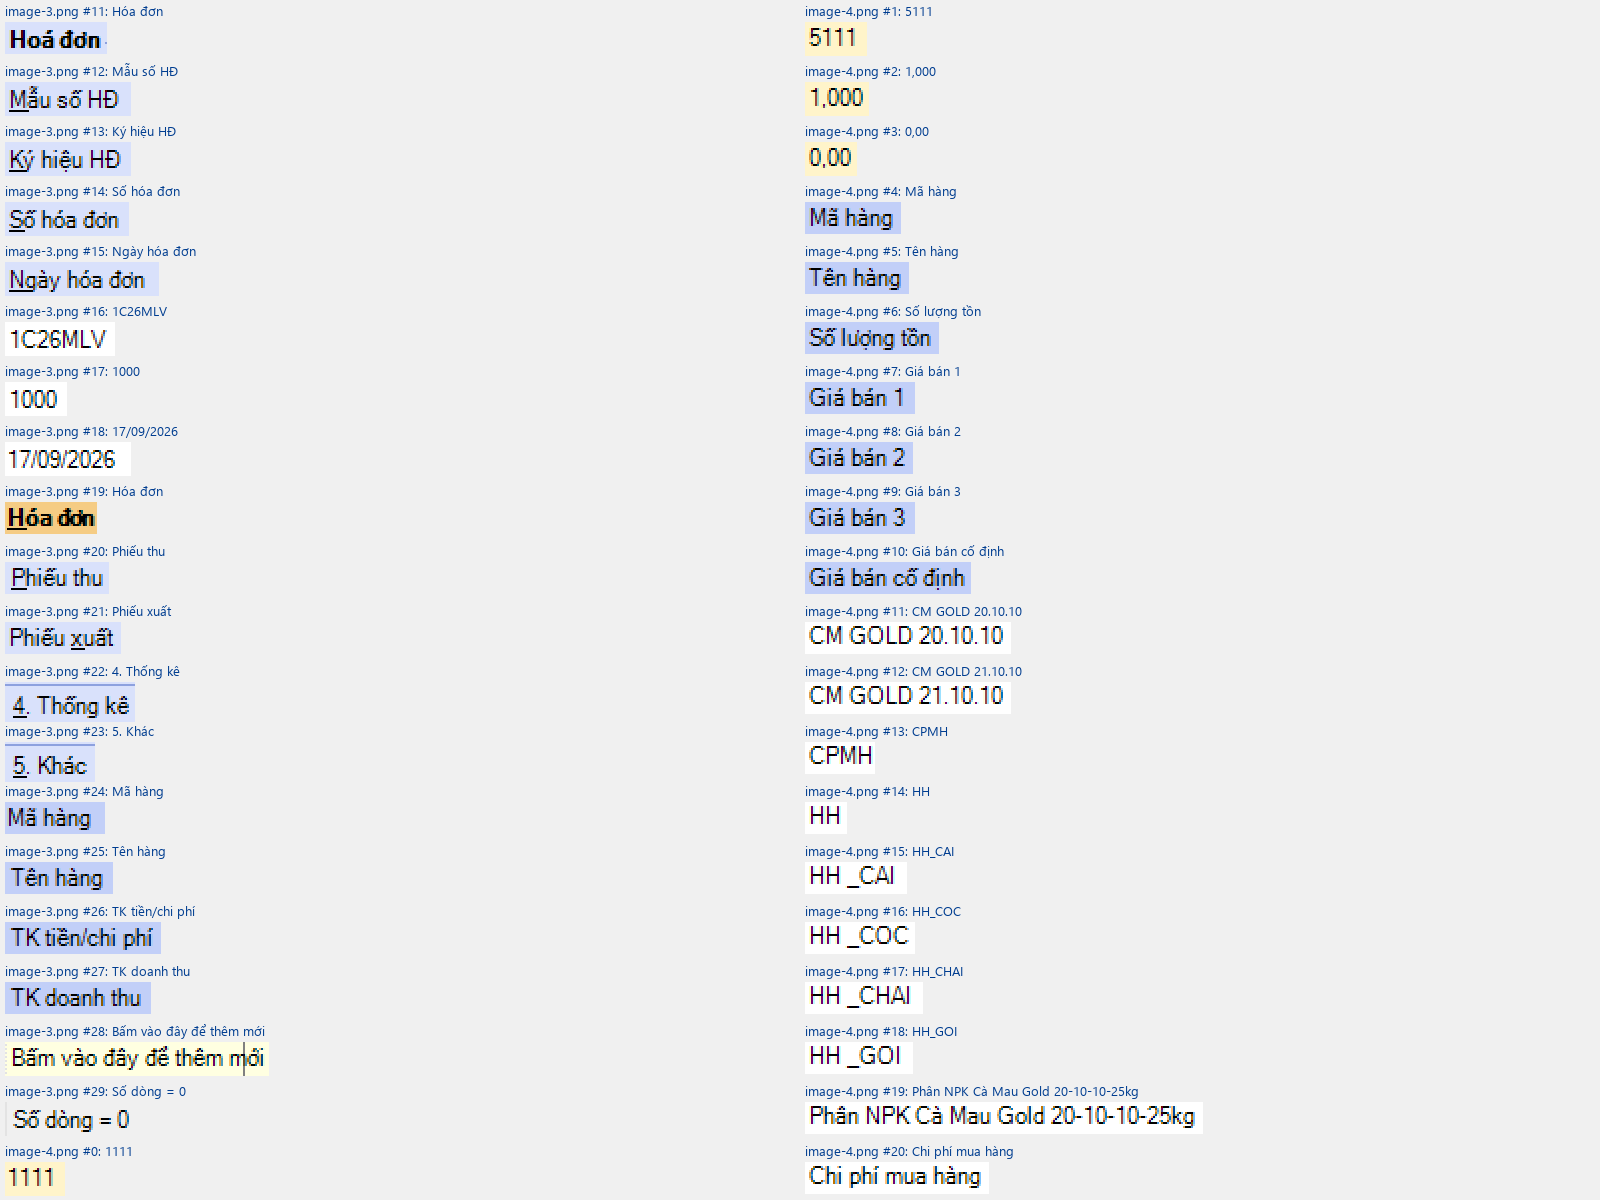 image-3.png #11: Hóa đơn
Hoá đơn
image-3.png #12: Mẫu số HĐ
Mẫu số HĐ
image-3.png #13: Ký hiệu HĐ
Ký hiệu HĐ
image-3.png #14: Số hóa đơn
Số hóa đơn
image-3.png #15: Ngày hóa đơn
Ngày hóa đơn
image-3.png #16: 1C26MLV
1C26MLV
image-3.png #17: 1000
1000
image-3.png #18: 17/09/2026
17/09/2026
image-3.png #19: Hóa đơn
Hóa đơn
image-3.png #20: Phiếu thu
Phiếu thu
image-3.png #21: Phiếu xuất
Phiếu xuất
image-3.png #22: 4. Thống kê
4. Thống kê
image-3.png #23: 5. Khác
5. Khác
image-3.png #24: Mã hàng
Mã hàng
image-3.png #25: Tên hàng
Tên hàng
image-3.png #26: TK tiền/chi phí
TK tiền/chi phí
image-3.png #27: TK doanh thu
TK doanh thu
image-3.png #28: Bấm vào đây để thêm mới
Bấm vào đây để thêm mới
image-3.png #29: Số dòng = 0
Số dòng = 0
image-4.png #0: 1111
1111
image-4.png #1: 5111
5111
image-4.png #2: 1,000
1,000
image-4.png #3: 0,00
0,00
image-4.png #4: Mã hàng
Mã hàng
image-4.png #5: Tên hàng
Tên hàng
image-4.png #6: Số lượng tồn
Số lượng tồn
image-4.png #7: Giá bán 1
Giá bán 1
image-4.png #8: Giá bán 2
Giá bán 2
image-4.png #9: Giá bán 3
Giá bán 3
image-4.png #10: Giá bán cố định
Giá bán cố định
image-4.png #11: CM GOLD 20.10.10
CM GOLD 20.10.10
image-4.png #12: CM GOLD 21.10.10
CM GOLD 21.10.10
image-4.png #13: CPMH
CPMH
image-4.png #14: HH
HH
image-4.png #15: HH_CAI
HH _CAI
image-4.png #16: HH_COC
HH _COC
image-4.png #17: HH_CHAI
HH _CHAI
image-4.png #18: HH_GOI
HH _GOI
image-4.png #19: Phân NPK Cà Mau Gold 20-10-10-25kg
Phân NPK Cà Mau Gold 20-10-10-25kg
image-4.png #20: Chi phí mua hàng
Chi phí mua hàng